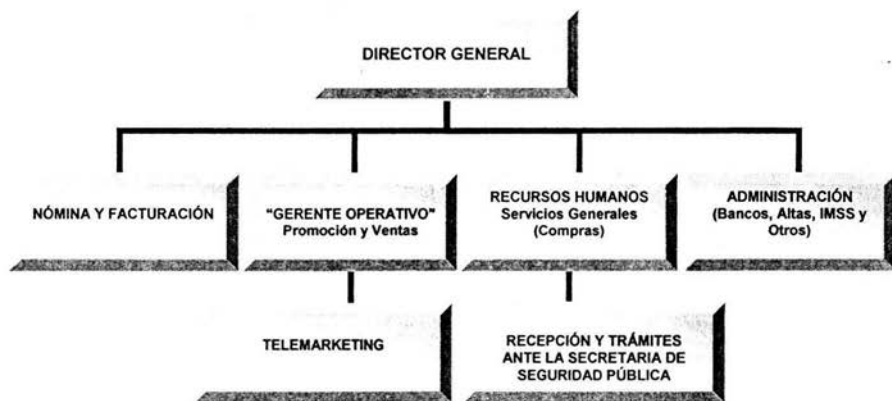 DIRECTOR GENERAL
NÓMINA Y FACTURACIÓN
"GERENTE OPERATIVO"
Promoción y Ventas
RECURSOS HUMANOS
Servicios Generales
(Compras)
ADMINISTRACIÓN
(Bancos, Altas, IMSS y
Otros)
TELEMARKETING
RECEPCIÓN Y TRÁMITES
ANTE LA SECRETARIA DE
SEGURIDAD PÚBLICA